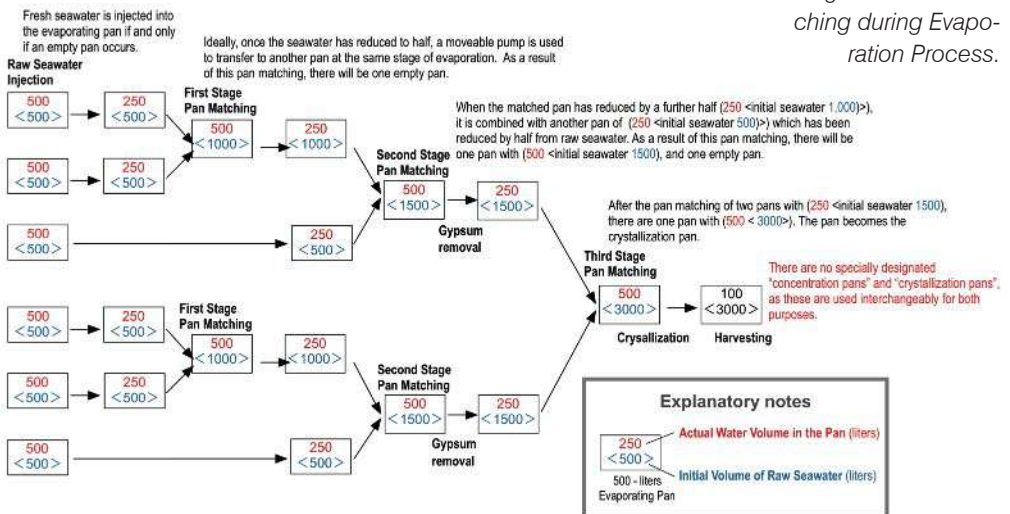 ching during Evapo-
ration Process.
Fresh seawater is injected into
the evaporating pan if and only
if an empty pan occurs.
Raw Seawater
Injection
Ideally, once the seawater has reduced to half, a moveable pump is used
to transfer to another pan at the same stage of evaporation. As a result
of this pan matching, there will be one empty pan.
500
<500>
250
<500>
First Stage
Pan Matching
500
<1000>
250
<1000>
500
<500>
250
<500>
When the matched pan has reduced by a further half (250 <initial seawater 1,000)>),
it is combined with another pan of (250 <initial seawater 500)>) which has been
reduced by half from raw seawater. As a result of this pan matching, there will be
one pan with (500 <initial seawater 1500), and one empty pan.
Second Stage
Pan Matching
500
<1500>
250
<1500>
500
<500>
250
<500>
Gypsum
removal
After the pan matching of two pans with (250 <initial seawater 1500),
there are one pan with (500 < 3000>). The pan becomes the
crystallization pan.
Third Stage
Pan Matching
500
<3000>
100
<3000>
Crysallization
Harvesting
There are no specially designated
"concentration pans" and "crystallization pans",
as these are used interchangeably for both
purposes.
500
<500>
250
<500>
First Stage
Pan Matching
500
<1000>
250
<1000>
500
<500>
250
<500>
Second Stage
Pan Matching
500
<1500>
250
<1500>
500
<500>
250
<500>
Gypsum
removal
Explanatory notes
250
<500>
Actual Water Volume in the Pan (liters)
Initial Volume of Raw Seawater (liters)
500 - liters
Evaporating Pan